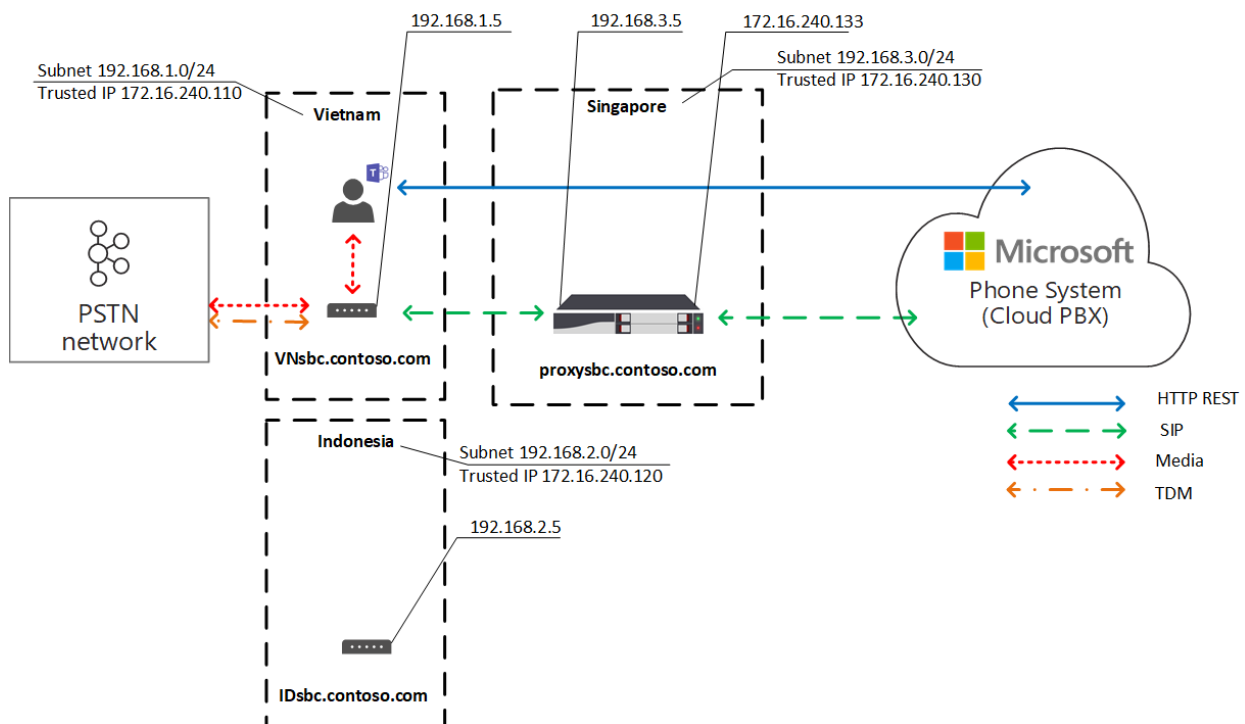 192.168.1.5
192.168.3.5
172.16.240.133
Subnet 192.168.1.0/24
Trusted IP 172.16.240.110
Subnet 192.168.3.0/24
Trusted IP 172.16.240.130
Vietnam
Singapore
T
Microsoft
Phone System
(Cloud PBX)
PSTN
network
VNsbc.contoso.com
proxysbc.contoso.com
HTTP REST
SIP
Media
TDM
Indonesia
Subnet 192.168.2.0/24
Trusted IP 172.16.240.120
192.168.2.5
IDsbc.contoso.com